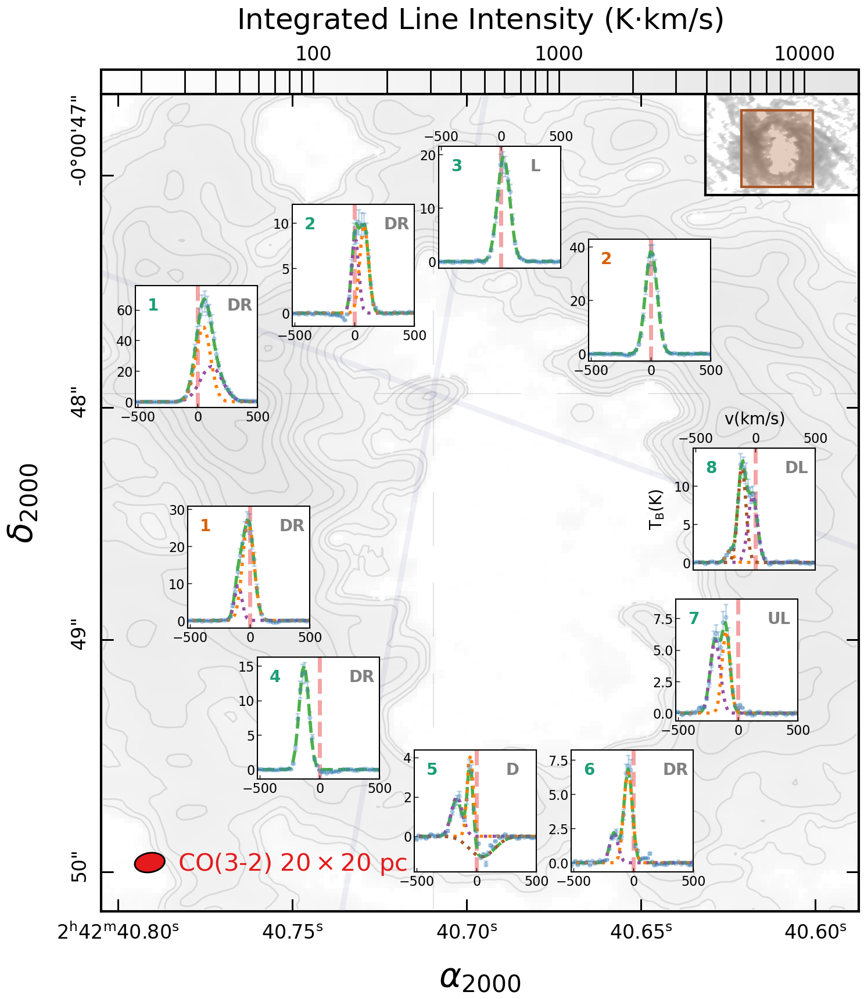 Integrated Line Intensity (K·km/s)
100 1000 10000
-0°00'47"
48"
49"
50"
δ2000
−500 0 500
20
10
0
3 L
10
5
0
2 DR
−500 0 500
40
20
0
2
−500 0 500
60
40
20
0
1 DR
−500 0 500
v(km/s)
−500 0 500
T_B(K)
10
5
0
8 DL
30
20
10
0
1 DR
−500 0 500
7.5
5.0
2.5
0.0
7 UL
−500 0 500
15
10
5
0
4 DR
−500 0 500
4
2
0
5 D
−500 0 500
7.5
5.0
2.5
0.0
6 DR
−500 0 500
CO(3-2) 20 × 20 pc
2ʰ42ᵐ40.80ˢ 40.75ˢ 40.70ˢ 40.65ˢ 40.60ˢ
α2000